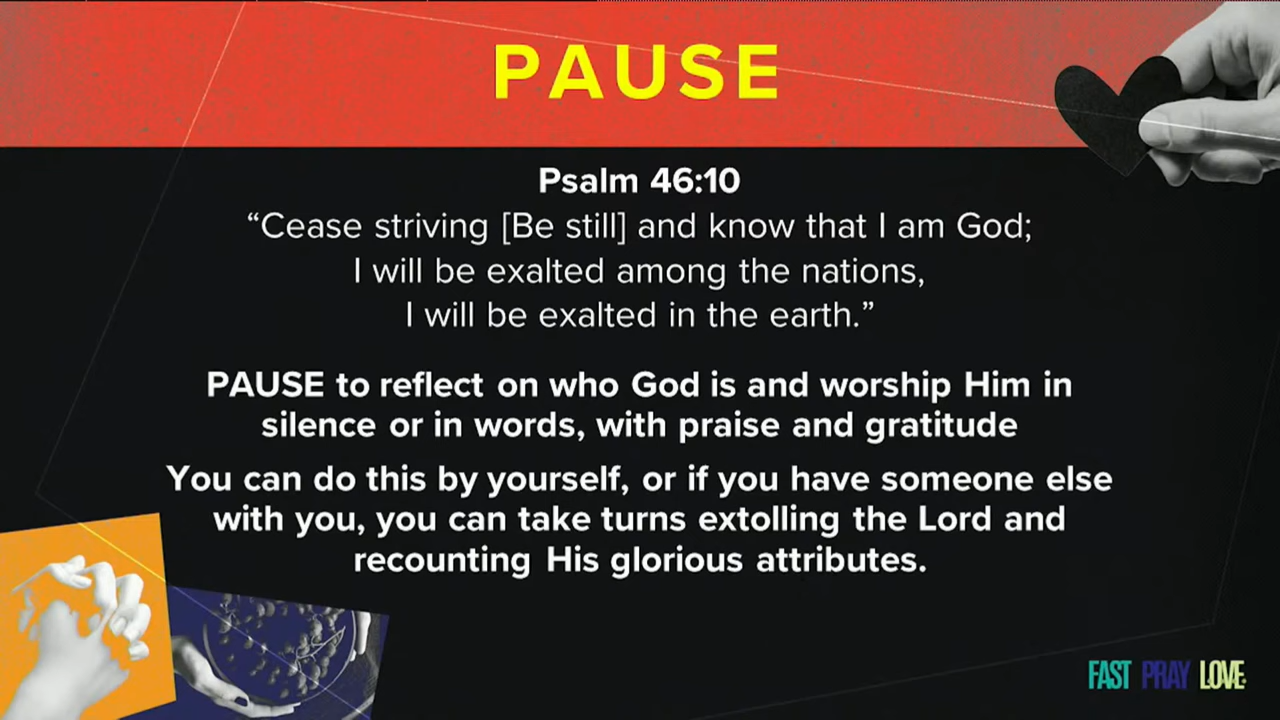 PAUSE
Psalm 46:10
“Cease striving [Be still] and know that I am God;
I will be exalted among the nations,
I will be exalted in the earth.”
PAUSE to reflect on who God is and worship Him in
silence or in words, with praise and gratitude
You can do this by yourself, or if you have someone else
with you, you can take turns extolling the Lord and
recounting His glorious attributes.
FAST PRAY LOVE